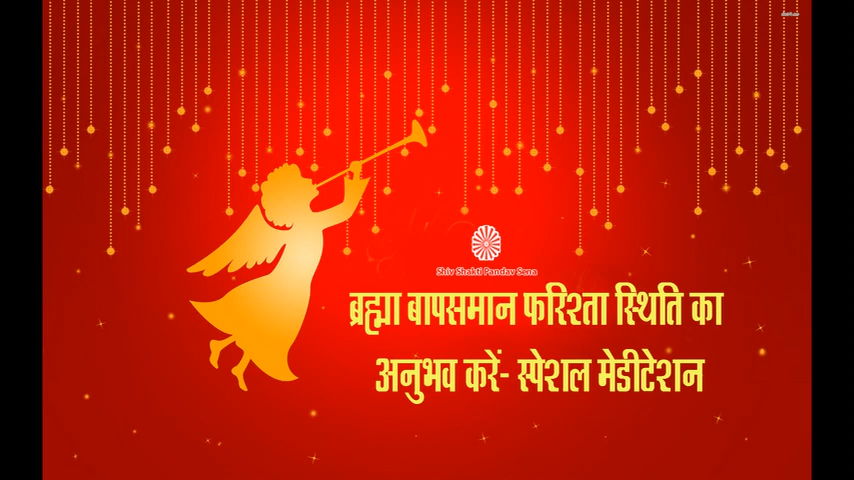 Shiv Shakti Pandav Sena
ब्रह्मा बापसमान फरिश्ता स्थिति का
अनुभव करें- स्पेशल मेडीटेशन